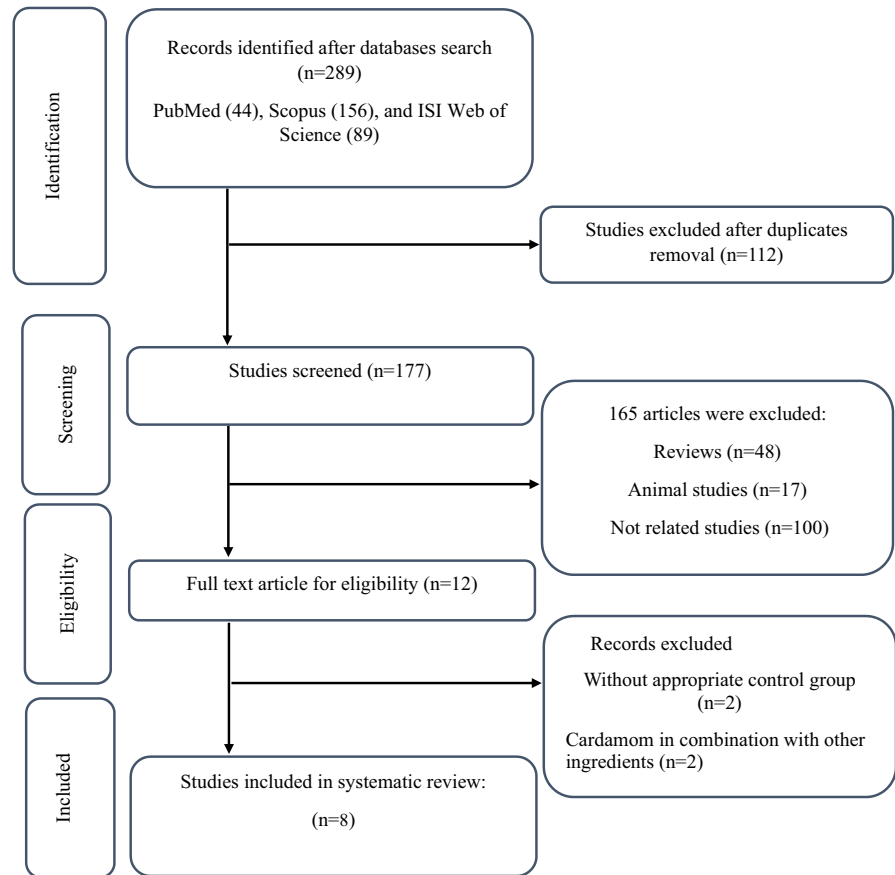 Identification
Records identified after databases search
(n=289)
PubMed (44), Scopus (156), and ISI Web of
Science (89)
Studies excluded after duplicates
removal (n=112)
Screening
Studies screened (n=177)
165 articles were excluded:
Reviews (n=48)
Animal studies (n=17)
Not related studies (n=100)
Eligibility
Full text article for eligibility (n=12)
Records excluded
Without appropriate control group
(n=2)
Cardamom in combination with other
ingredients (n=2)
Included
Studies included in systematic review:
(n=8)